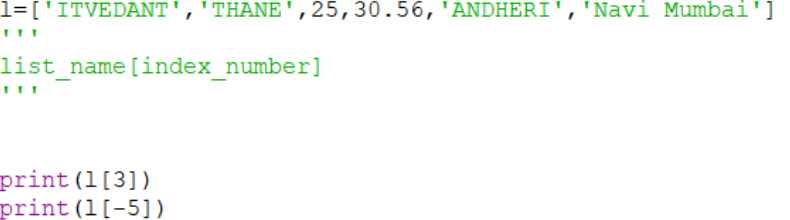 l=['ITVEDANT','THANE',25,30.56,'ANDHERI','Navi Mumbai']
'''
list_name[index_number]
'''
print(l[3])
print(l[-5])